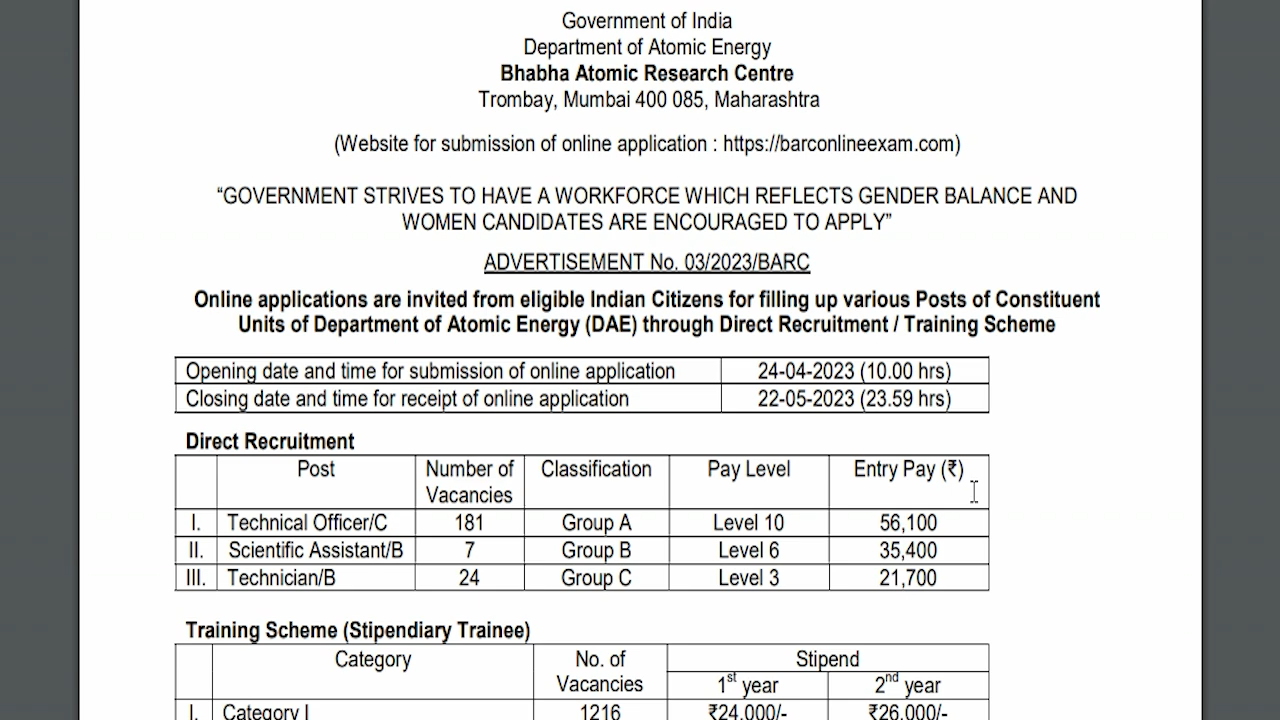 Government of India
Department of Atomic Energy
Bhabha Atomic Research Centre
Trombay, Mumbai 400 085, Maharashtra
(Website for submission of online application : https://barconlineexam.com)
“GOVERNMENT STRIVES TO HAVE A WORKFORCE WHICH REFLECTS GENDER BALANCE AND
WOMEN CANDIDATES ARE ENCOURAGED TO APPLY”
ADVERTISEMENT No. 03/2023/BARC
Online applications are invited from eligible Indian Citizens for filling up various Posts of Constituent
Units of Department of Atomic Energy (DAE) through Direct Recruitment / Training Scheme
Opening date and time for submission of online application 24-04-2023 (10.00 hrs)
Closing date and time for receipt of online application 22-05-2023 (23.59 hrs)
Direct Recruitment
Post Number of Vacancies Classification Pay Level Entry Pay (₹)
I. Technical Officer/C 181 Group A Level 10 56,100
II. Scientific Assistant/B 7 Group B Level 6 35,400
III. Technician/B 24 Group C Level 3 21,700
Training Scheme (Stipendiary Trainee)
Category No. of Vacancies Stipend
1st year 2nd year
I. Category I 1216 ₹24,000/- ₹26,000/-